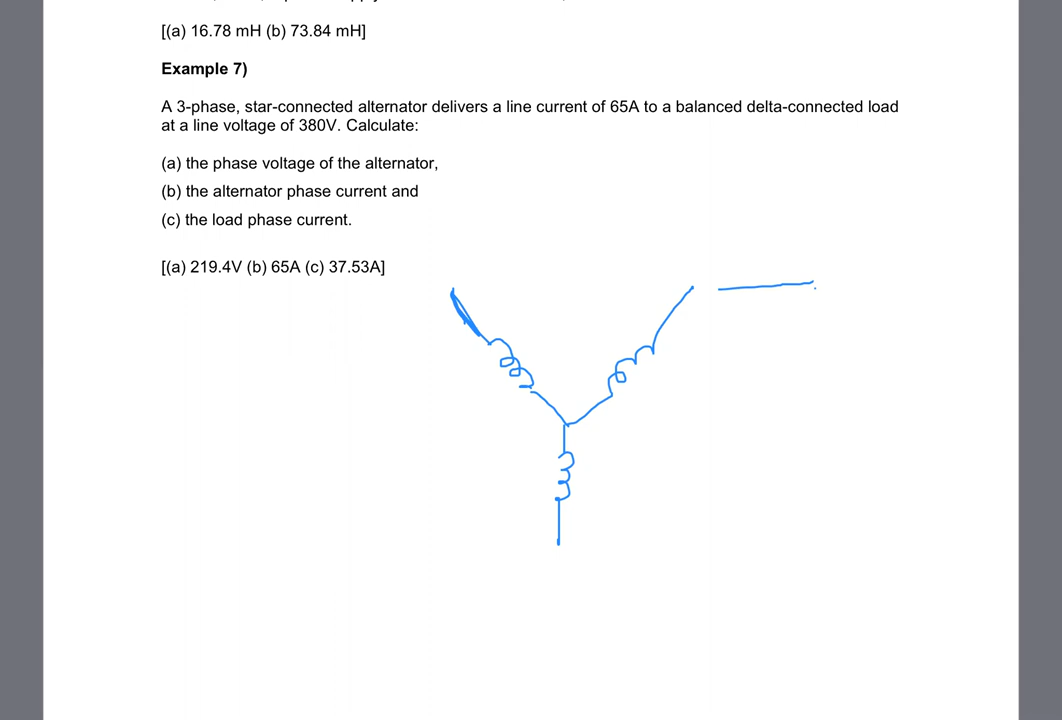 [(a) 16.78 mH (b) 73.84 mH]
Example 7)
A 3-phase, star-connected alternator delivers a line current of 65A to a balanced delta-connected load
at a line voltage of 380V. Calculate:
(a) the phase voltage of the alternator,
(b) the alternator phase current and
(c) the load phase current.
[(a) 219.4V (b) 65A (c) 37.53A]